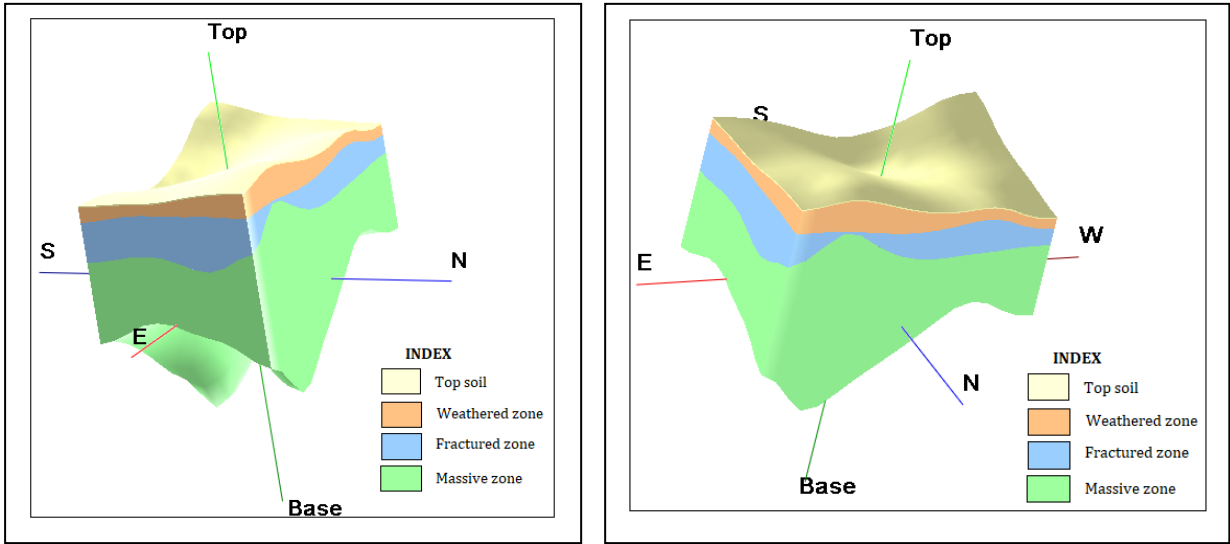 Top
S
N
E
INDEX
Top soil
Weathered zone
Fractured zone
Massive zone
Base
Top
S
W
E
N
INDEX
Top soil
Weathered zone
Fractured zone
Massive zone
Base